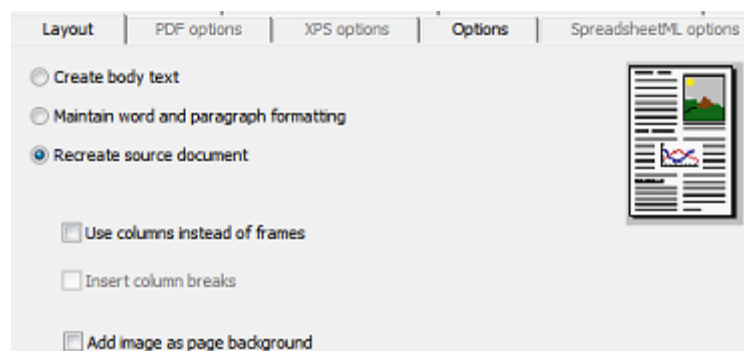 Layout PDF options XPS options Options SpreadsheetML options
Create body text
Maintain word and paragraph formatting
Recreate source document
Use columns instead of frames
Insert column breaks
Add image as page background